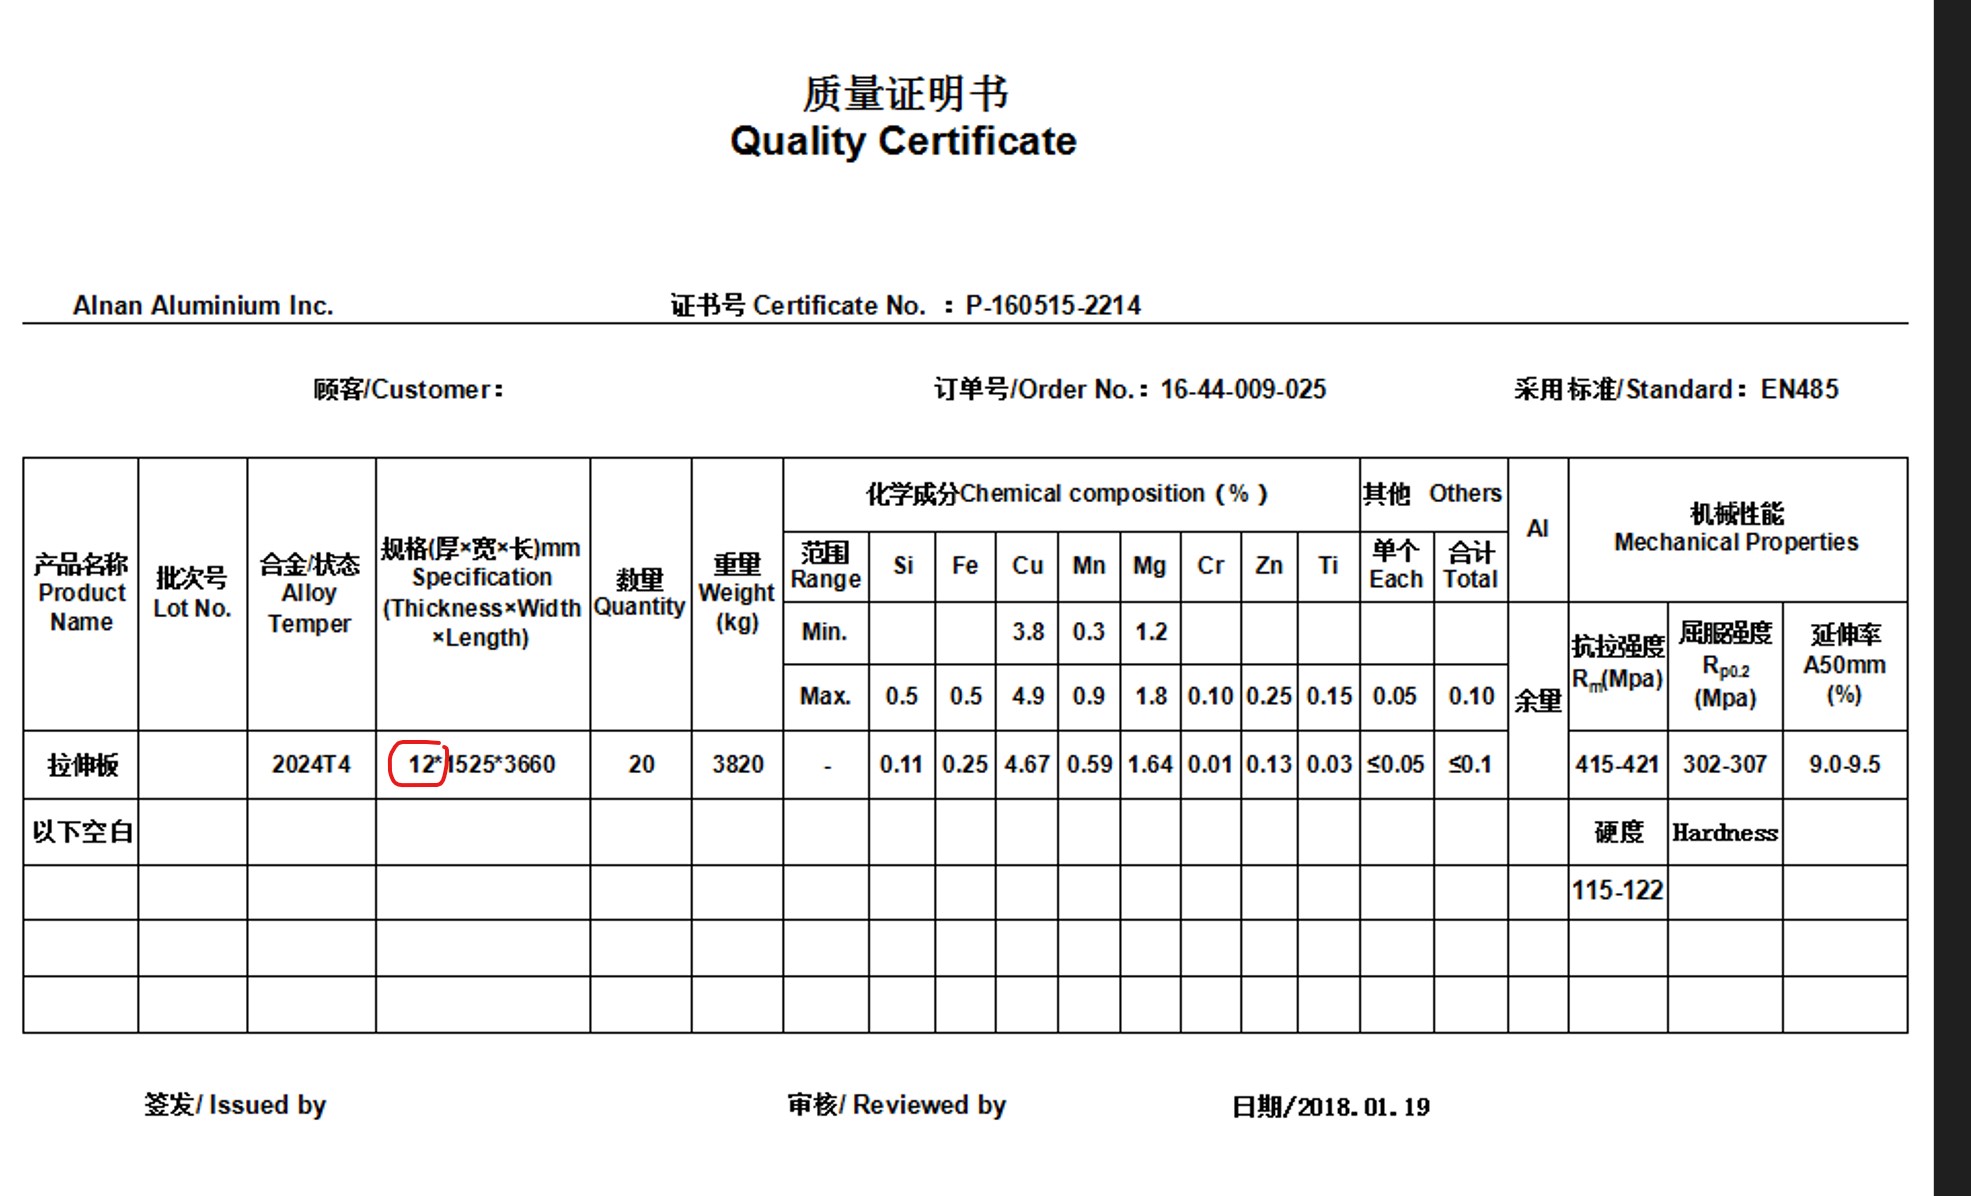 质量证明书
Quality Certificate
Alnan Aluminium Inc.
证书号 Certificate No. ：P-160515-2214
顾客/Customer：
订单号/Order No.：16-44-009-025
采用标准/Standard：EN485
产品名称
Product
Name
批次号
Lot No.
合金/状态
Alloy
Temper
规格(厚×宽×长)mm
Specification
(Thickness×Width
×Length)
数量
Quantity
重量
Weight
(kg)
化学成分Chemical composition（%）
其他 Others
Al
机械性能
Mechanical Properties
范围
Range
Si
Fe
Cu
Mn
Mg
Cr
Zn
Ti
单个
Each
合计
Total
Min.
3.8
0.3
1.2
余量
抗拉强度
Rm(Mpa)
屈服强度
Rp0.2
(Mpa)
延伸率
A50mm
(%)
Max.
0.5
0.5
4.9
0.9
1.8
0.10
0.25
0.15
0.05
0.10
拉伸板
2024T4
12*1525*3660
20
3820
-
0.11
0.25
4.67
0.59
1.64
0.01
0.13
0.03
≤0.05
≤0.1
415-421
302-307
9.0-9.5
以下空白
硬度
Hardness
115-122
签发/ Issued by
审核/ Reviewed by
日期/2018.01.19